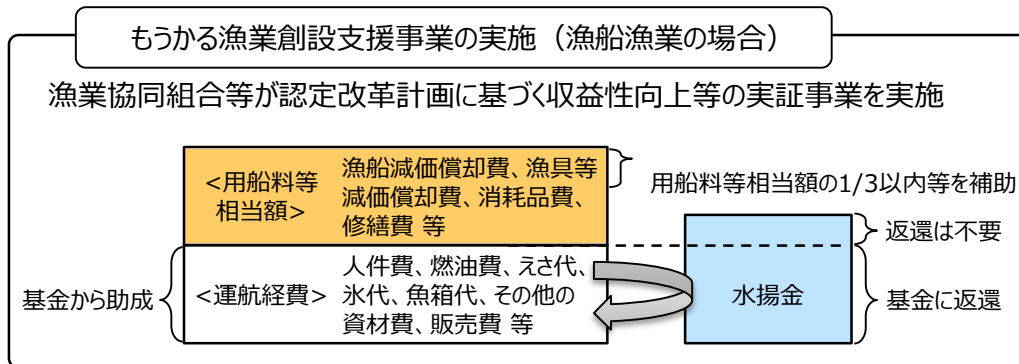 もうかる漁業創設支援事業の実施（漁船漁業の場合）
漁業協同組合等が認定改革計画に基づく収益性向上等の実証事業を実施
<用船料等
相当額>
漁船減価償却費、漁具等
減価償却費、消耗品費、
修繕費 等
用船料等相当額の1/3以内等を補助
返還は不要
基金から助成
<運航経費>
人件費、燃油費、えさ代、
氷代、魚箱代、その他の
資材費、販売費 等
水揚金
基金に返還